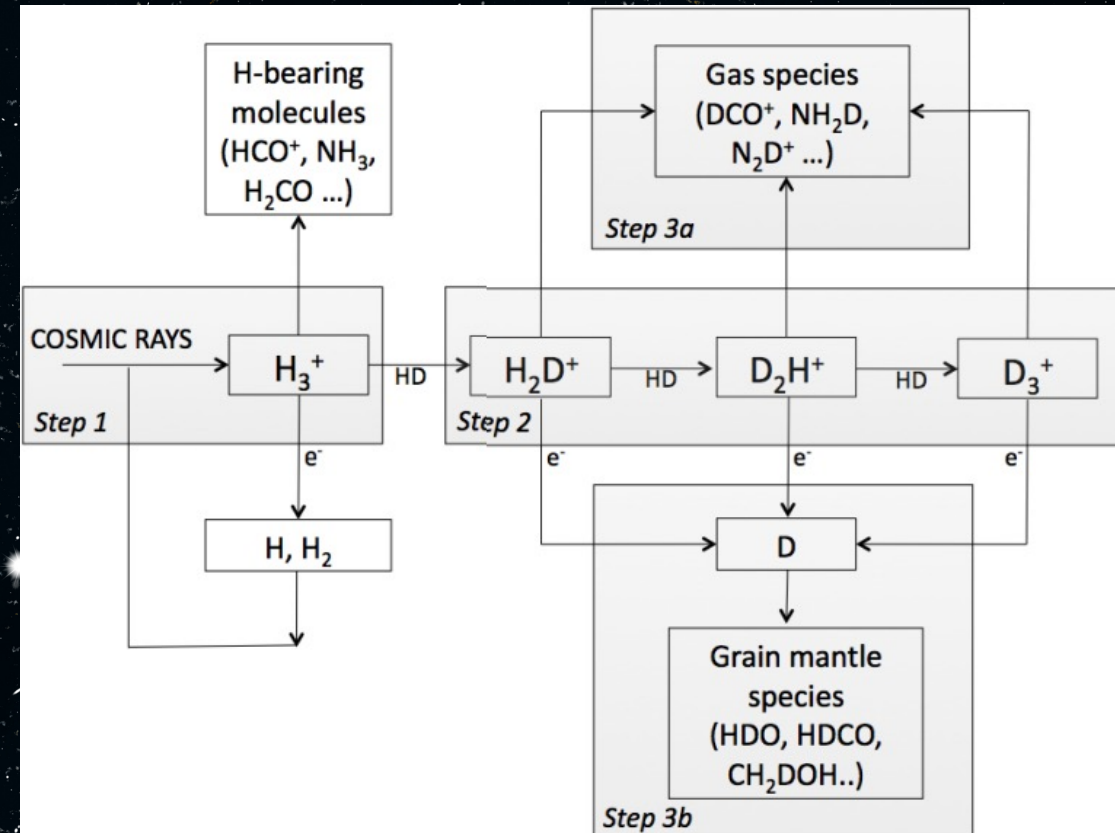 H-bearing
molecules
(HCO⁺, NH₃,
H₂CO ...)
Gas species
(DCO⁺, NH₂D,
N₂D⁺ ...)
Step 3a
COSMIC RAYS
H₃⁺
Step 1
HD
H₂D⁺
HD
D₂H⁺
HD
D₃⁺
Step 2
e⁻
e⁻
e⁻
e⁻
H, H₂
D
Grain mantle
species
(HDO, HDCO,
CH₂DOH..)
Step 3b